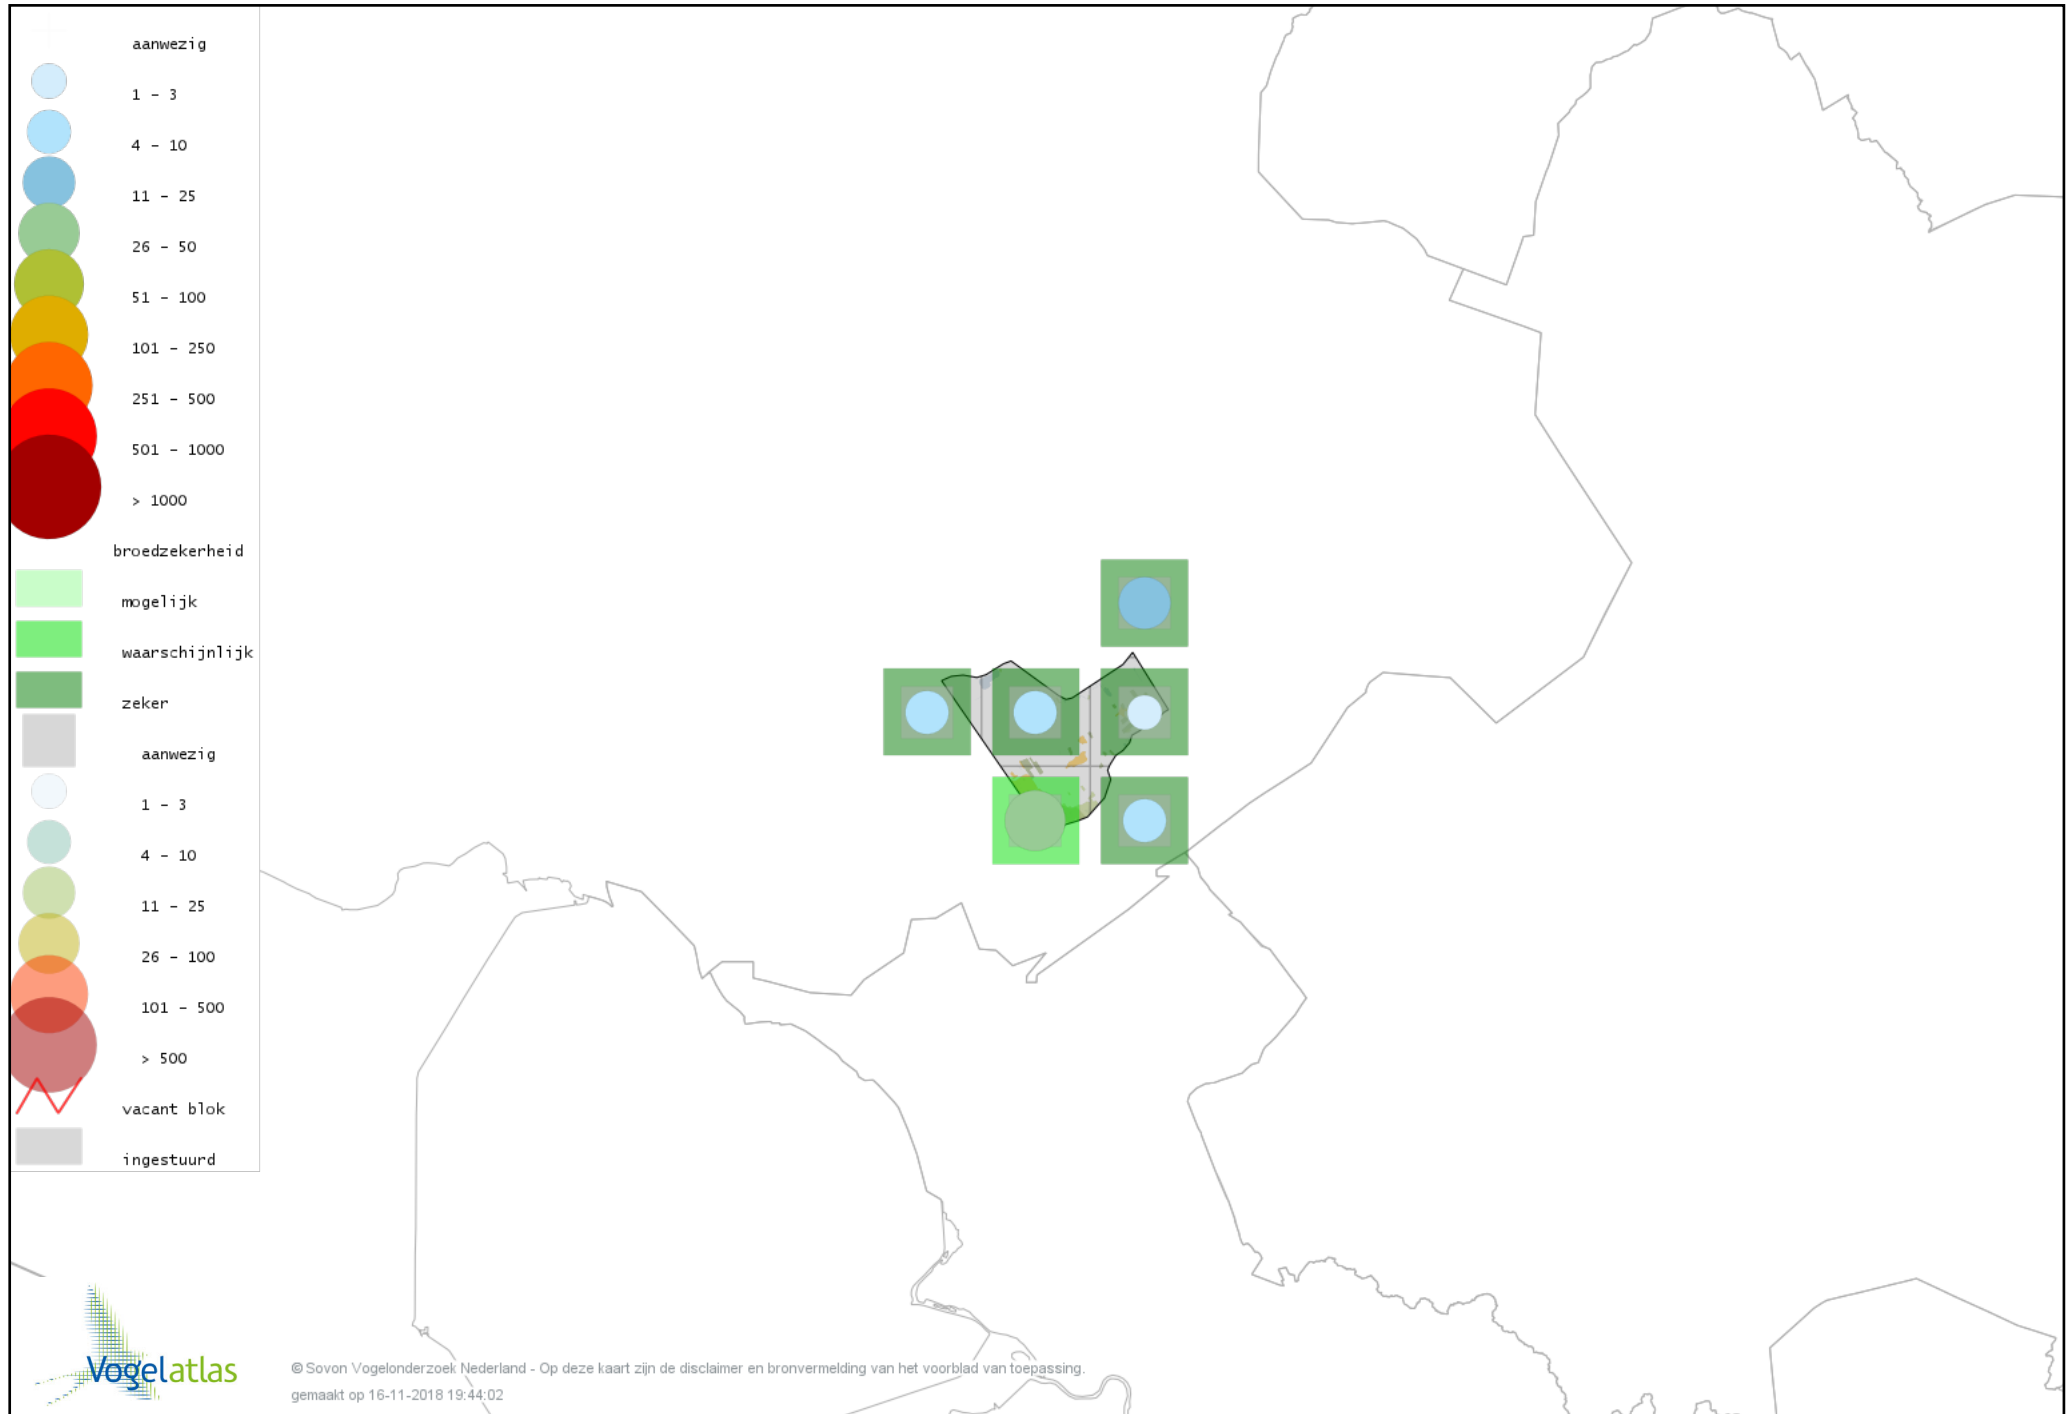 aanwezig
1 - 3
4 - 10
11 - 25
26 - 50
51 - 100
101 - 250
251 - 500
501 - 1000
> 1000
broedzekerheid
mogelijk
waarschijnlijk
zeker
aanwezig
1 - 3
4 - 10
11 - 25
26 - 100
101 - 500
> 500
vacant blok
ingestuurd
Vogelatlas
© Sovon Vogelonderzoek Nederland - Op deze kaart zijn de disclaimer en bronvermelding van het voorblad van toepassing.
gemaakt op 16-11-2018 19:44:02